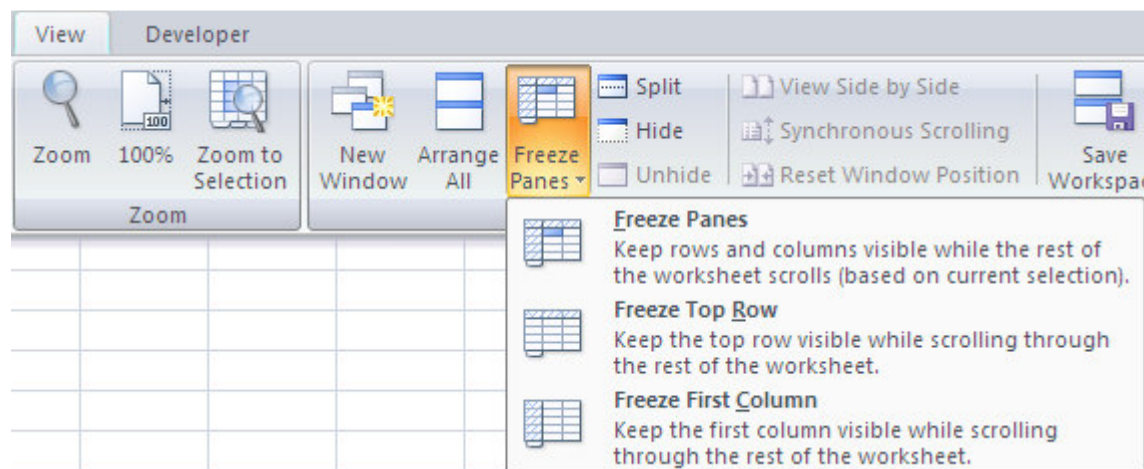 View Developer
Zoom 100% Zoom to Selection
New Window Arrange All Freeze Panes
Split
Hide
Unhide
View Side by Side
Synchronous Scrolling
Reset Window Position
Save
100
Zoom
Freeze Panes
Keep rows and columns visible while the rest of
the worksheet scrolls (based on current selection).
Freeze Top Row
Keep the top row visible while scrolling through
the rest of the worksheet.
Freeze First Column
Keep the first column visible while scrolling
through the rest of the worksheet.